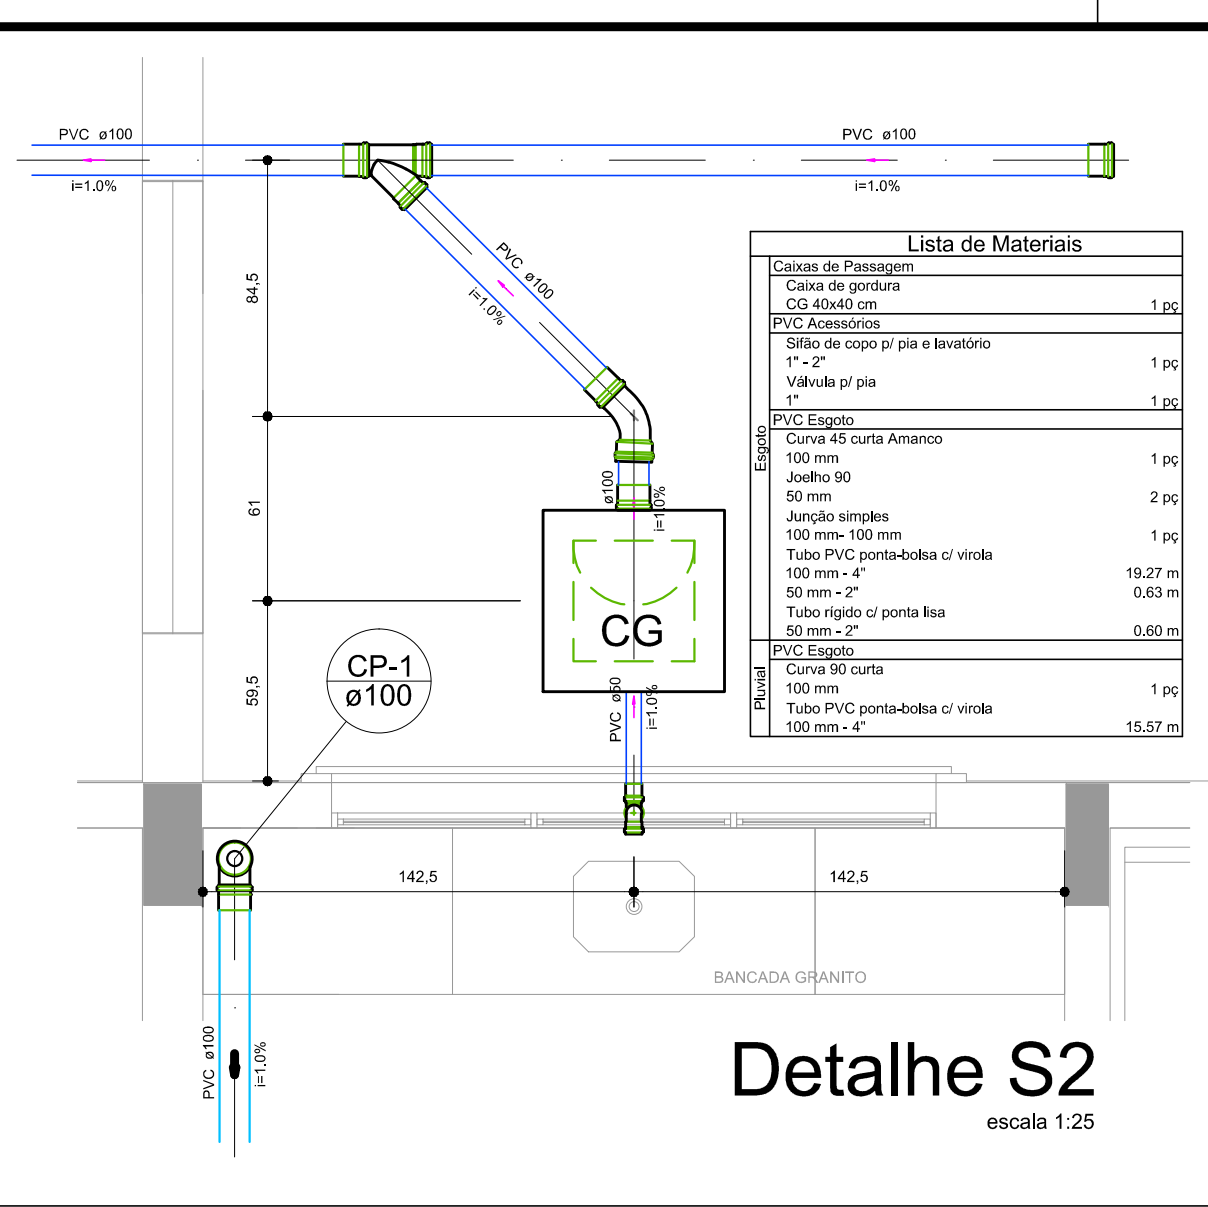 PVC ø100
i=1.0%
PVC ø100
i=1.0%
84,5
PVC ø100
i=1.0%
61
ø100
i=1.0%
CG
59,5
CP-1
ø100
PVC ø50
i=1.0%
Lista de Materiais
Esgoto
Caixas de Passagem
Caixa de gordura
CG 40x40 cm 1 pç
PVC Acessórios
Sifão de copo p/ pia e lavatório
1" - 2" 1 pç
Válvula p/ pia
1" 1 pç
PVC Esgoto
Curva 45 curta Amanco
100 mm 1 pç
Joelho 90
50 mm 2 pç
Junção simples
100 mm- 100 mm 1 pç
Tubo PVC ponta-bolsa c/ virola
100 mm - 4" 19.27 m
50 mm - 2" 0.63 m
Tubo rígido c/ ponta lisa
50 mm - 2" 0.60 m
Pluvial
PVC Esgoto
Curva 90 curta
100 mm 1 pç
Tubo PVC ponta-bolsa c/ virola
100 mm - 4" 15.57 m
142,5
142,5
BANCADA GRANITO
PVC ø100
i=1.0%
Detalhe S2
escala 1:25